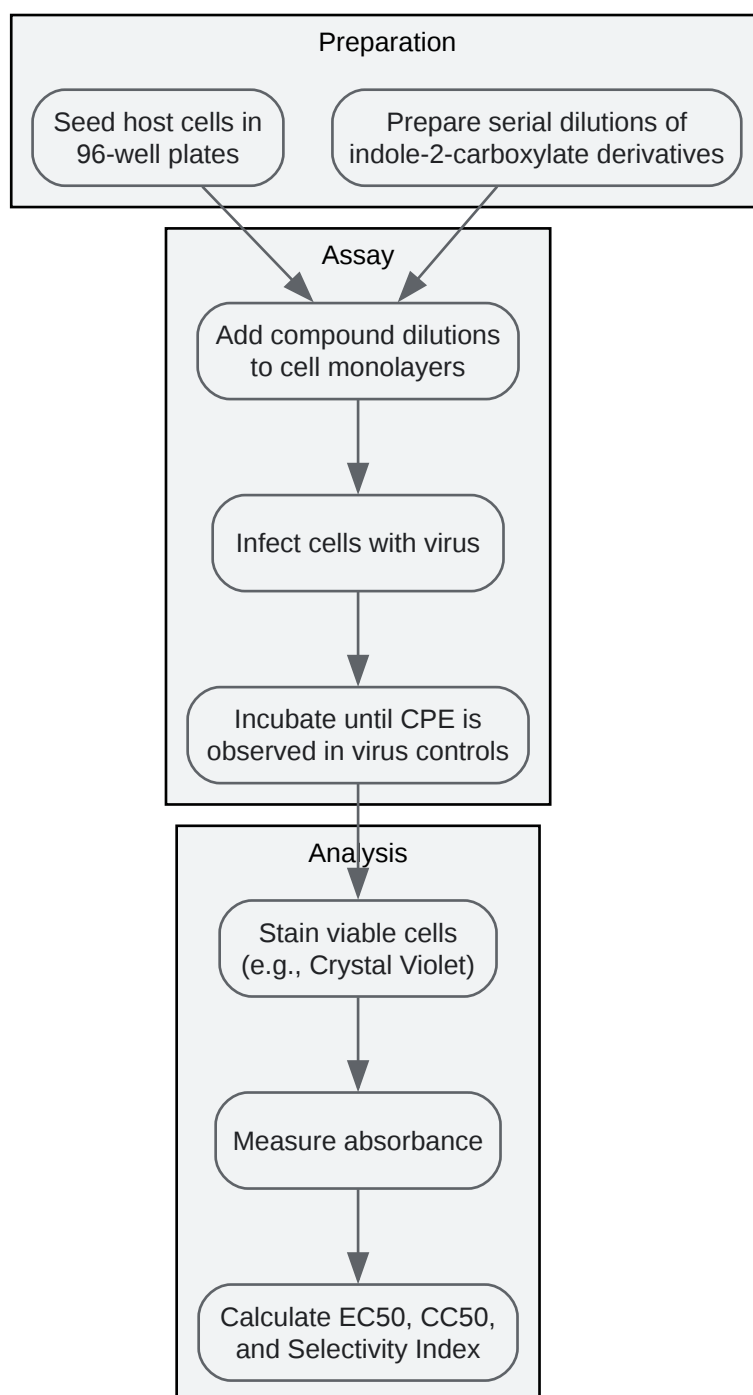 Preparation
Seed host cells in
96-well plates
Prepare serial dilutions of
indole-2-carboxylate derivatives
Assay
Add compound dilutions
to cell monolayers
Infect cells with virus
Incubate until CPE is
observed in virus controls
Analysis
Stain viable cells
(e.g., Crystal Violet)
Measure absorbance
Calculate EC50, CC50,
and Selectivity Index